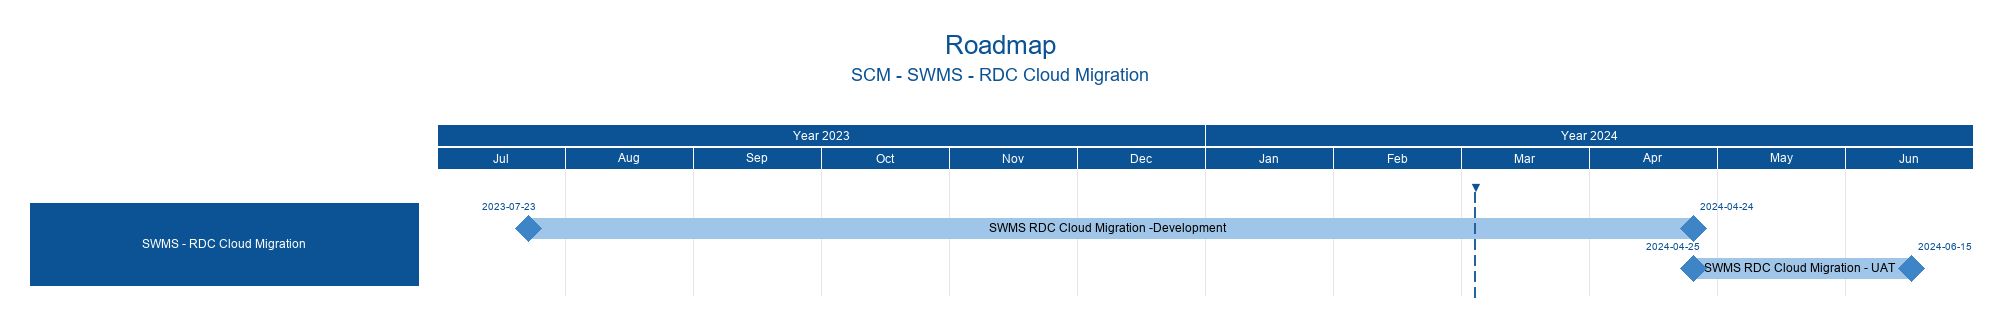 Roadmap
SCM - SWMS - RDC Cloud Migration
Year 2023 Year 2024
Jul Aug Sep Oct Nov Dec Jan Feb Mar Apr May Jun
2023-07-23 2024-04-24
SWMS RDC Cloud Migration -Development
SWMS - RDC Cloud Migration
2024-04-25 2024-06-15
SWMS RDC Cloud Migration - UAT